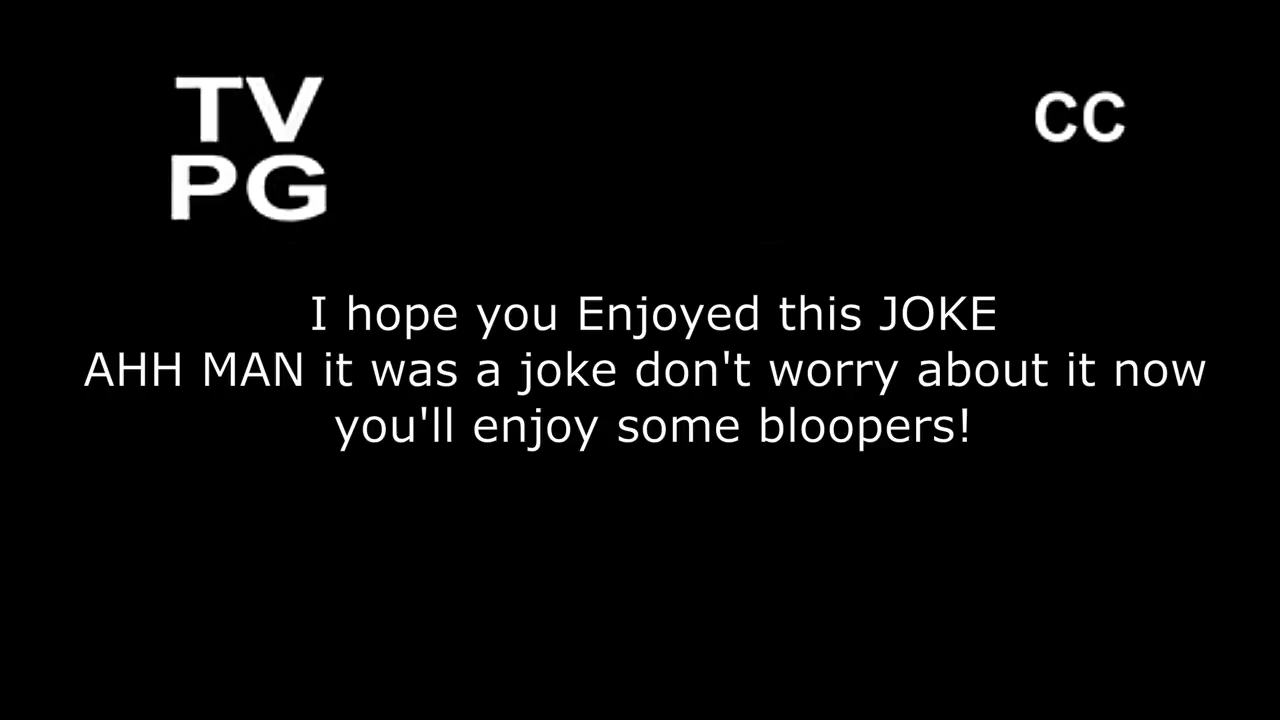 TV
PG
CC
I hope you Enjoyed this JOKE
AHH MAN it was a joke don't worry about it now
you'll enjoy some bloopers!